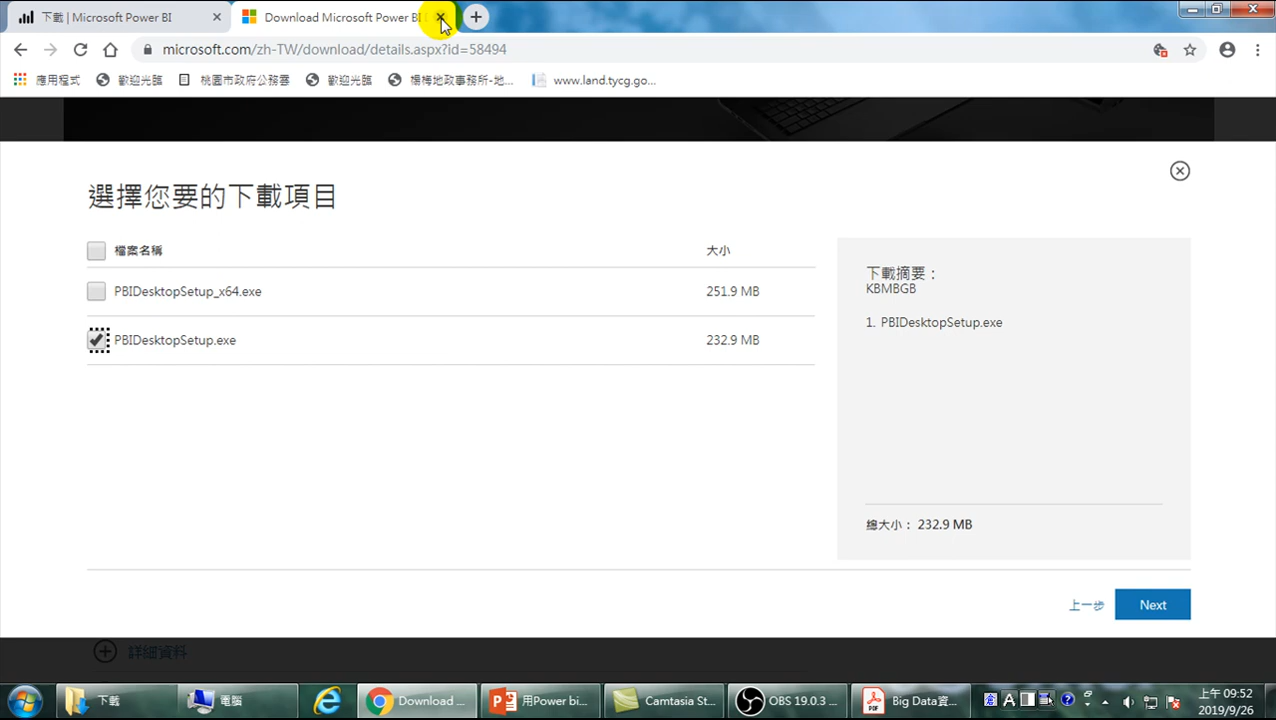 下載 | Microsoft Power BI
Download Microsoft Power BI
microsoft.com/zh-TW/download/details.aspx?id=58494
應用程式
歡迎光臨
桃園市政府公務雲
歡迎光臨
楊梅地政事務所-地...
www.land.tycg.go...
選擇您要的下載項目
檔案名稱 大小
PBIDesktopSetup_x64.exe 251.9 MB
PBIDesktopSetup.exe 232.9 MB
下載摘要：
KBMBGB
1. PBIDesktopSetup.exe
總大小： 232.9 MB
上一步
Next
詳細資料
下載
電腦
Download ...
用Power bi...
Camtasia St...
OBS 19.0.3 ...
Big Data資...
上午 09:52
2019/9/26